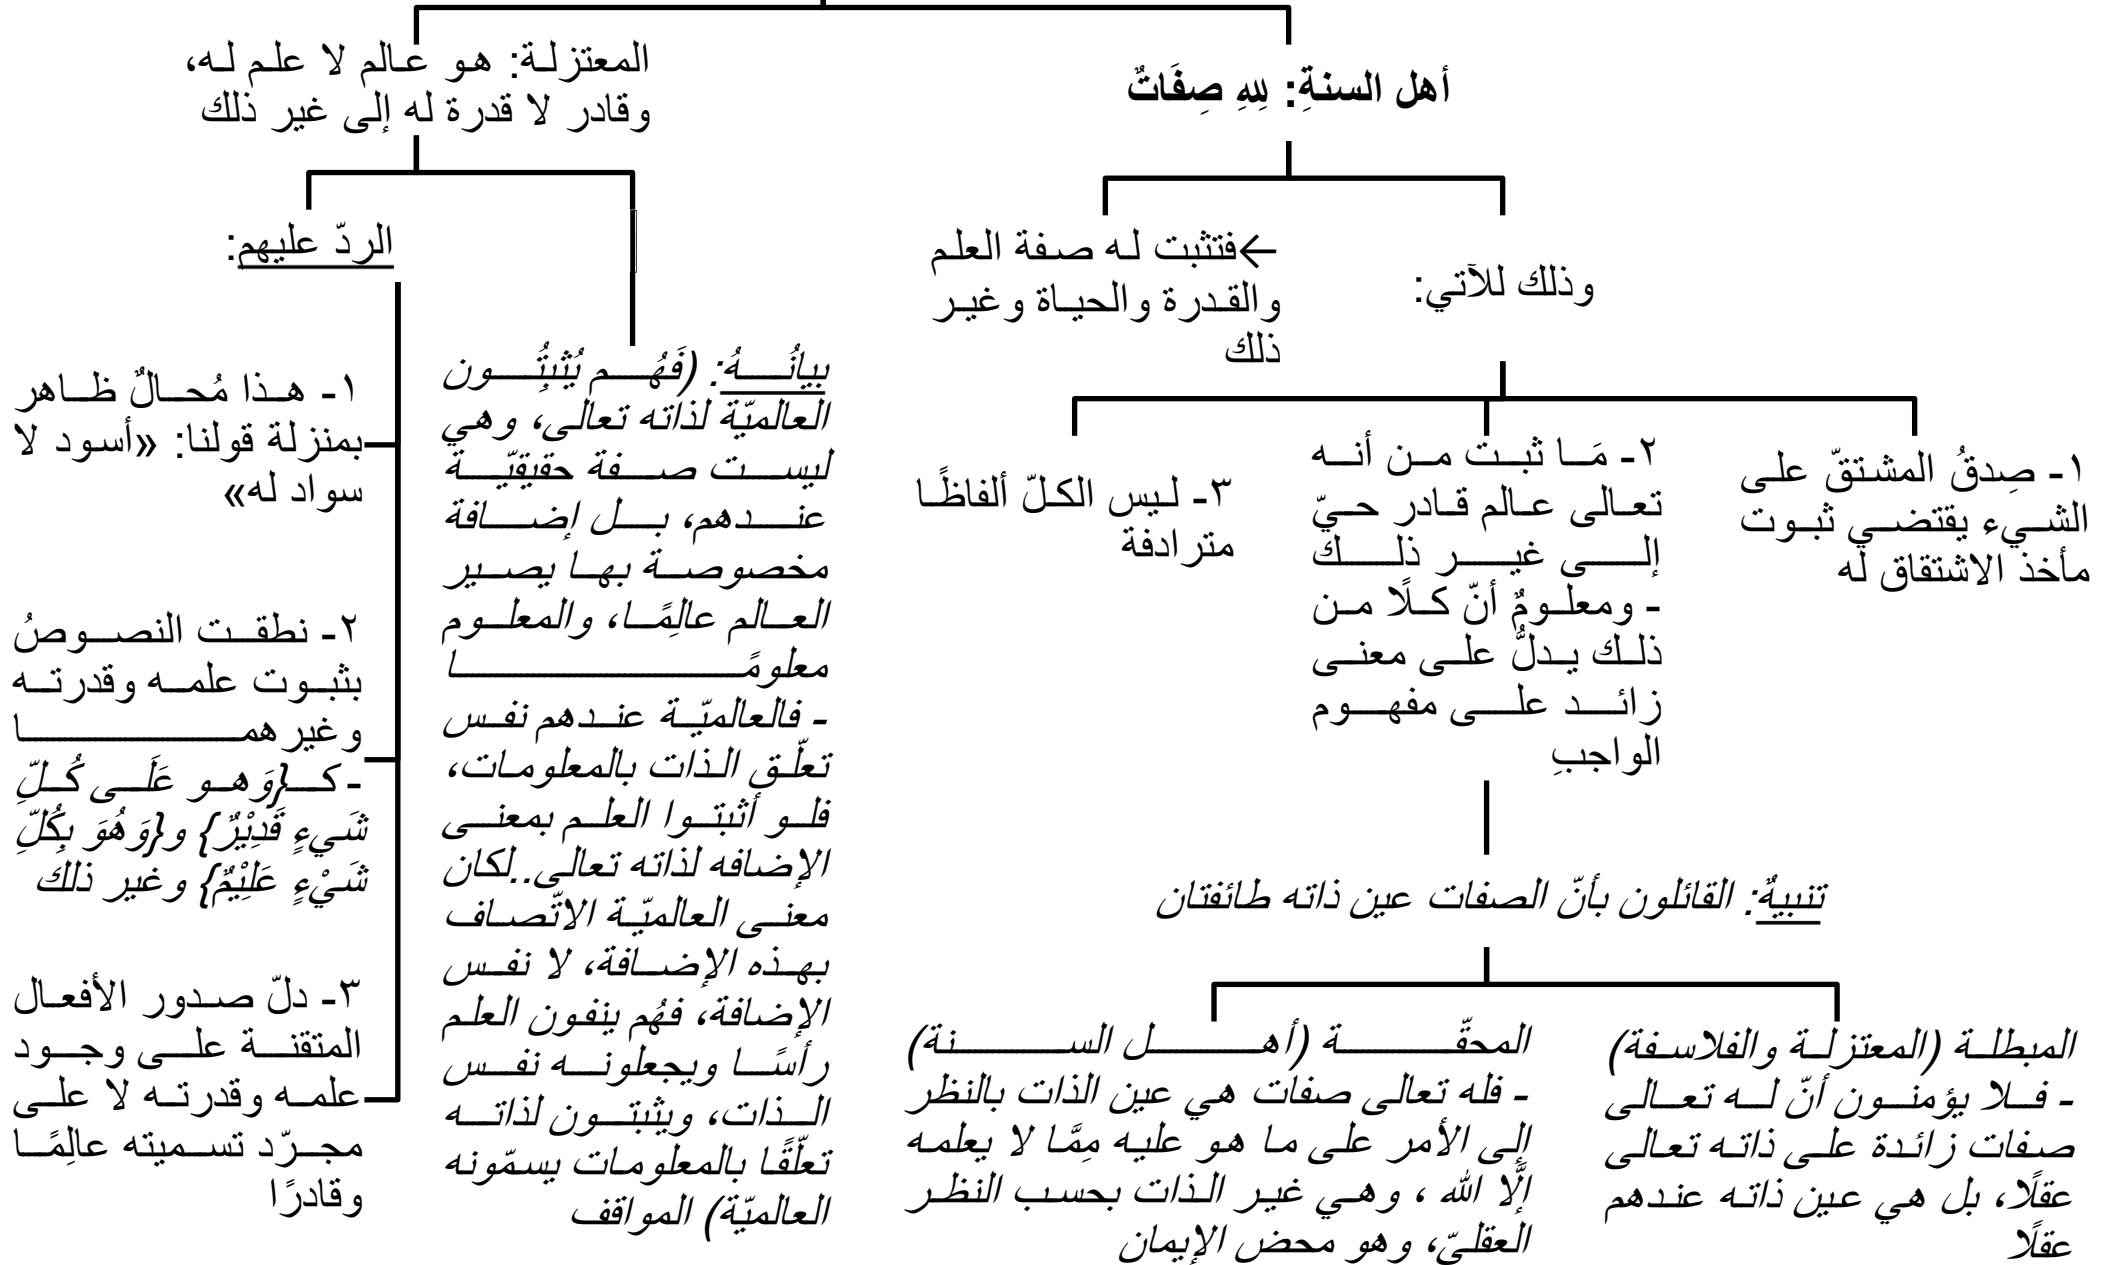 أهل السنةِ: لِلهِ صِفَاتٌ
وذلك للآتي:
١- صِدقُ المشتقّ على
الشيء يقتضي ثبوت
مأخذ الاشتقاق له
٢- مَا ثبت من أنه
تعالى عالم قادر حيّ
إلى غير ذلك
- ومعلومٌ أنّ كلًا من
ذلك يدلُّ على معنى
زائد على مفهوم
الواجبِ
٣- ليس الكلّ ألفاظًا
مترادفة
تنبيهٌ: القائلون بأنّ الصفات عين ذاته طائفتان
المبطلة (المعتزلة والفلاسفة)
- فلا يؤمنون أنّ له تعالى
صفات زائدة على ذاته تعالى
عقلًا، بل هي عين ذاته عندهم
عقلًا
المحقّة (أهل السنة)
- فله تعالى صفات هي عين الذات بالنظر
إلى الأمر على ما هو عليه مِمَّا لا يعلمه
إلَّا الله ، وهي غير الذات بحسب النظر
العقليّ، وهو محض الإيمان
←فتثبت له صفة العلم
والقدرة والحياة وغير
ذلك
المعتزلة: هو عالم لا علم له،
وقادر لا قدرة له إلى غير ذلك
بيانُهُ: (فَهُم يُثْبِتُون
العالميّة لذاته تعالى، وهي
ليست صفة حقيقيّة
عندهم، بل إضافة
مخصوصة بها يصير
العالم عالِمًا، والمعلوم
معلومًا
- فالعالميّة عندهم نفس
تعلّق الذات بالمعلومات،
فلو أثبتوا العلم بمعنى
الإضافه لذاته تعالى..لكان
معنى العالميّة الاتّصاف
بهذه الإضافة، لا نفس
الإضافة، فهُم ينفون العلم
رأسًا ويجعلونه نفس
الذات، ويثبتون لذاته
تعلّقًا بالمعلومات يسمّونه
العالميّة) المواقف
الردّ عليهم:
١- هذا مُحالٌ ظاهر
بمنزلة قولنا: «أسود لا
سواد له»
٢- نطقت النصوصُ
بثبوت علمه وقدرته
وغيرهما
- كـ{وَهو عَلَى كُلِّ
شَيءٍ قَدِيْرٌ} و{وَهُوَ بِكُلِّ
شَيْءٍ عَلِيْمٌ} وغير ذلك
٣- دلّ صدور الأفعال
المتقنة على وجود
علمه وقدرته لا على
مجرّد تسميته عالِمًا
وقادرًا